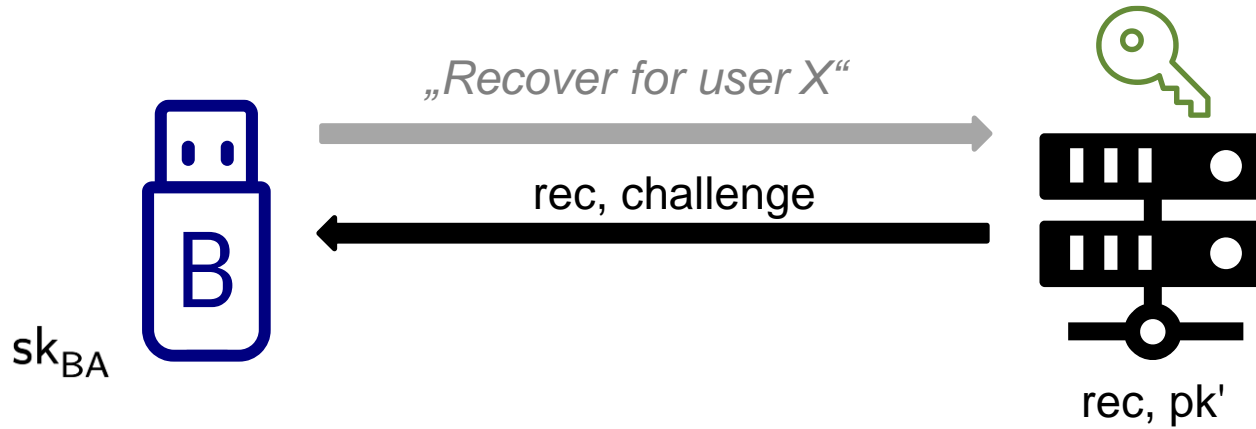 „Recover for user X“
rec, challenge
B
sk_BA
rec, pk'